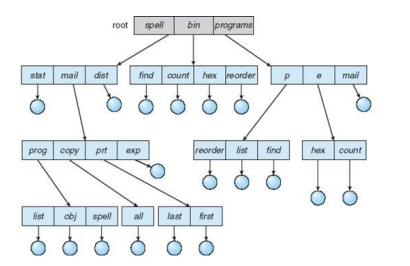 root spell bin programs
stat mail dist find count hex reorder p e mail
prog copy prt exp reorder list find hex count
list obj spell all last first